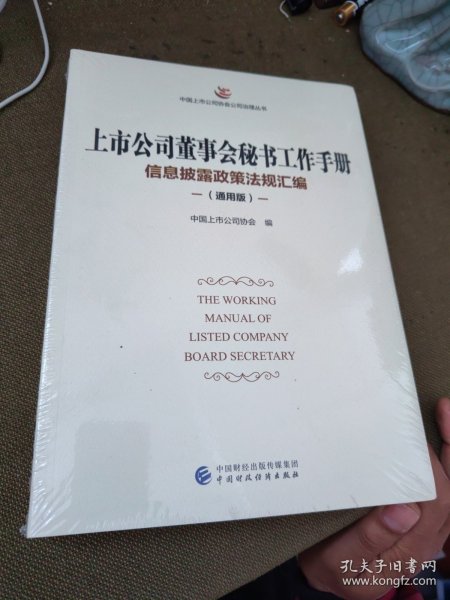 中国上市公司协会公司治理丛书
上市公司董事会秘书工作手册
信息披露政策法规汇编
—（通用版）—
中国上市公司协会 编
THE WORKING
MANUAL OF
LISTED COMPANY
BOARD SECRETARY
中国财经出版传媒集团
中国财政经济出版社
孔夫子旧书网
www.kongfz.com